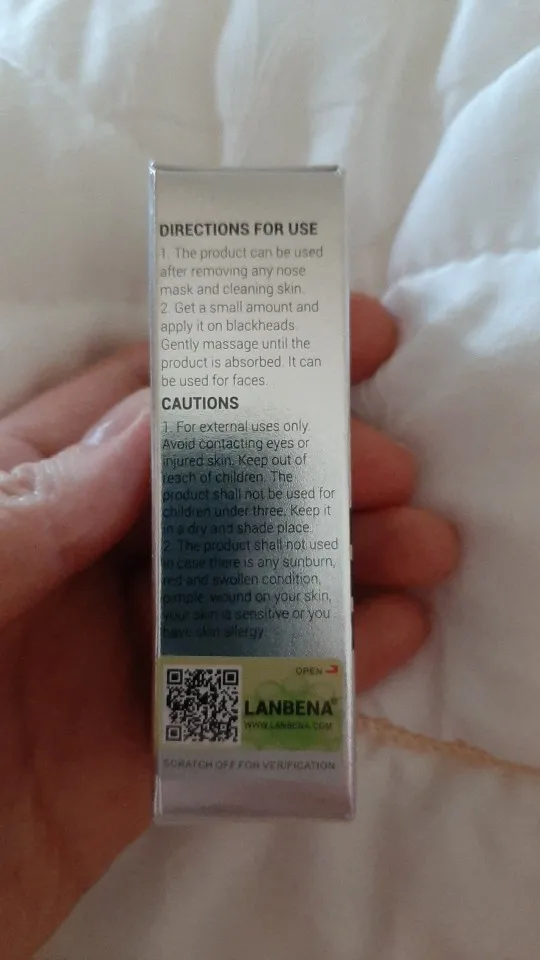 DIRECTIONS FOR USE
1. The product can be used
after removing any nose
mask and cleaning skin.
2. Get a small amount and
apply it on blackheads.
Gently massage until the
product is absorbed. It can
be used for faces.
CAUTIONS
1. For external uses only.
Avoid contacting eyes or
injured skin. Keep out of
reach of children. The
product shall not be used for
children under three. Keep it
in a dry and shade place.
2. The product shall not used
in case there is any sunburn,
red and swollen condition,
pimple, wound on your skin,
your skin is sensitive or you
have skin allergy.
OPEN
LANBENA®
WWW.LANBENA.COM
SCRATCH OFF FOR VERIFICATION